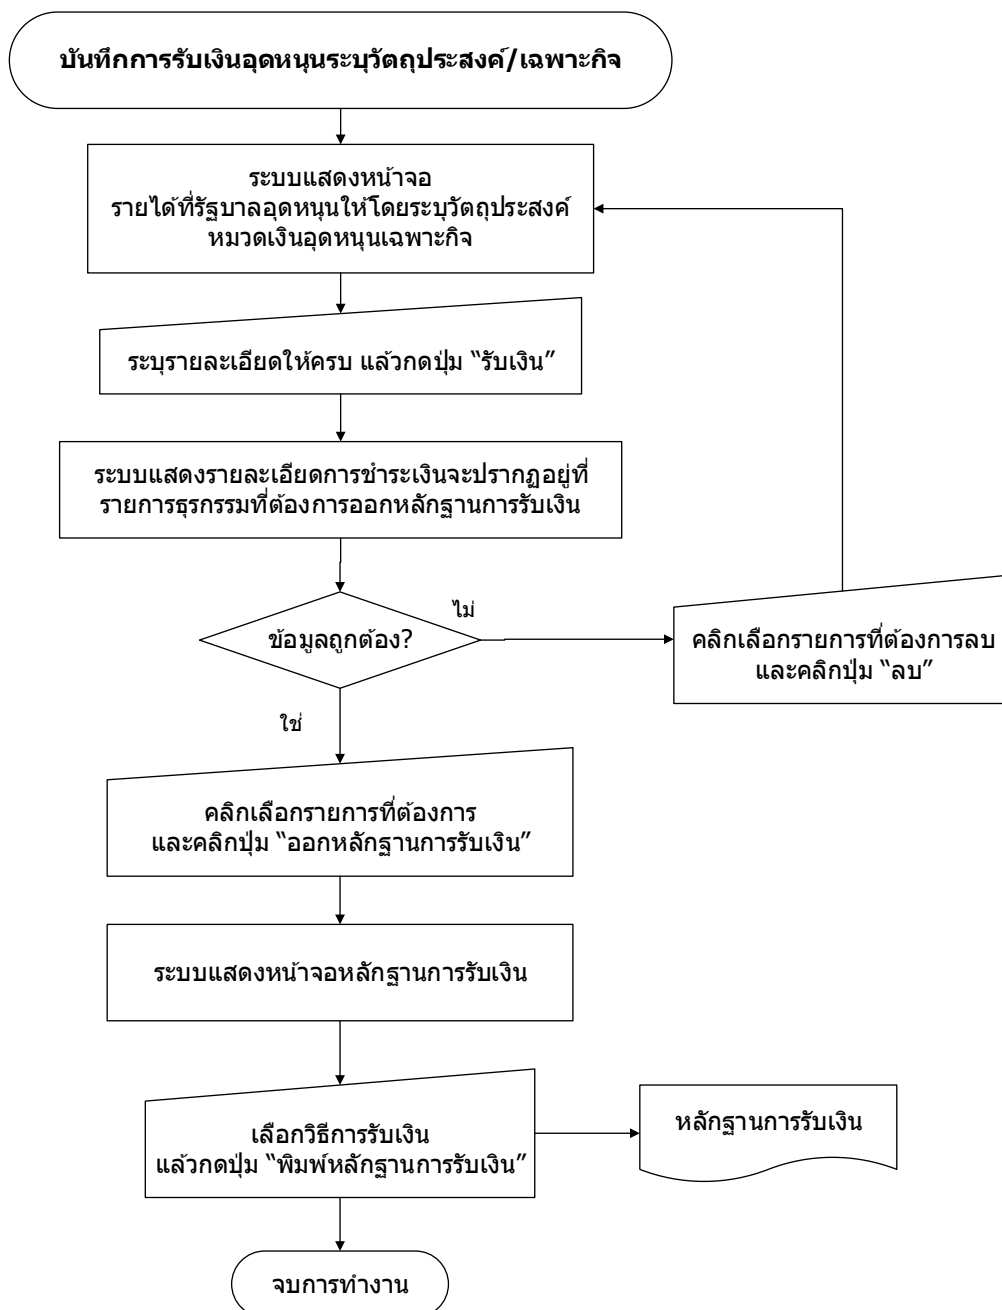 บันทึกการรับเงินอุดหนุนระบุวัตถุประสงค์/เฉพาะกิจ
ระบบแสดงหน้าจอ
รายได้ที่รัฐบาลอุดหนุนให้โดยระบุวัตถุประสงค์
หมวดเงินอุดหนุนเฉพาะกิจ
ระบุรายละเอียดให้ครบ แล้วกดปุ่ม “รับเงิน”
ระบบแสดงรายละเอียดการชำระเงินจะปรากฏอยู่ที่
รายการธุรกรรมที่ต้องการออกหลักฐานการรับเงิน
ข้อมูลถูกต้อง?
ไม่
คลิกเลือกรายการที่ต้องการลบ
และคลิกปุ่ม “ลบ”
ใช่
คลิกเลือกรายการที่ต้องการ
และคลิกปุ่ม “ออกหลักฐานการรับเงิน”
ระบบแสดงหน้าจอหลักฐานการรับเงิน
เลือกวิธีการรับเงิน
แล้วกดปุ่ม “พิมพ์หลักฐานการรับเงิน”
หลักฐานการรับเงิน
จบการทำงาน